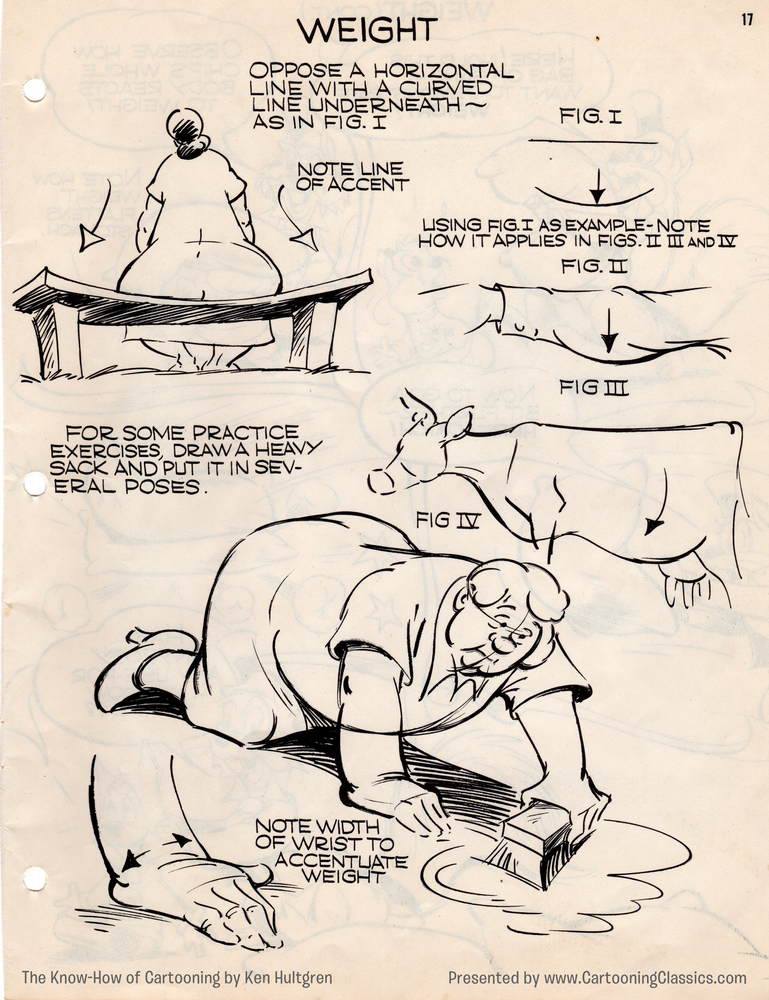 WEIGHT
17
OPPOSE A HORIZONTAL
LINE WITH A CURVED
LINE UNDERNEATH~
AS IN FIG. I
FIG. I
NOTE LINE
OF ACCENT
USING FIG. I AS EXAMPLE-NOTE
HOW IT APPLIES IN FIGS. II III AND IV
FIG. II
FIG III
FOR SOME PRACTICE
EXERCISES, DRAW A HEAVY
SACK AND PUT IT IN SEV-
ERAL POSES.
FIG IV
NOTE WIDTH
OF WRIST TO
ACCENTUATE
WEIGHT
The Know-How of Cartooning by Ken Hultgren
Presented by www.CartooningClassics.com